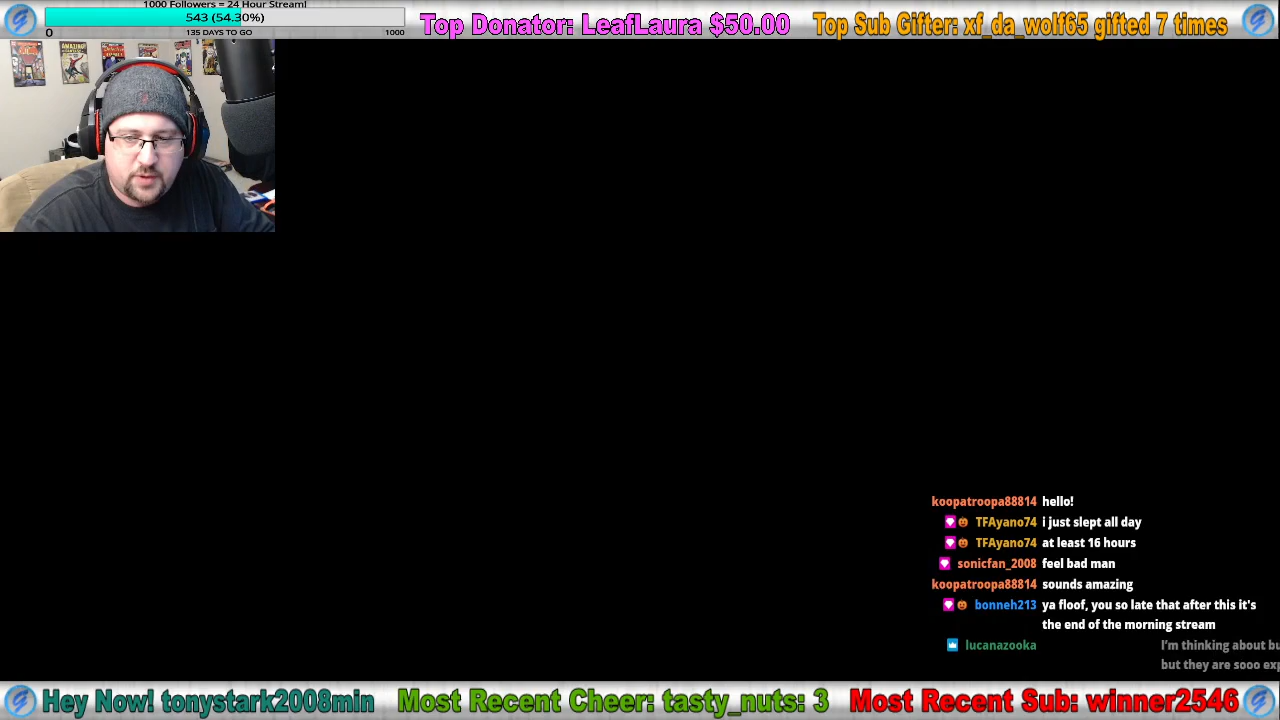 1000 Followers = 24 Hour Stream!
543 (54.30%)
0 135 DAYS TO GO 1000
Top Donator: LeafLaura $50.00
Top Sub Gifter: xf_da_wolf65 gifted 7 times
koopatroopa88814 hello!
TFAyano74 i just slept all day
TFAyano74 at least 16 hours
sonicfan_2008 feel bad man
koopatroopa88814 sounds amazing
bonneh213 ya floof, you so late that after this it's
the end of the morning stream
lucanazooka I'm thinking about bu
but they are sooo exp
Hey Now! tonystark2008min
Most Recent Cheer: tasty_nuts: 3
Most Recent Sub: winner2546